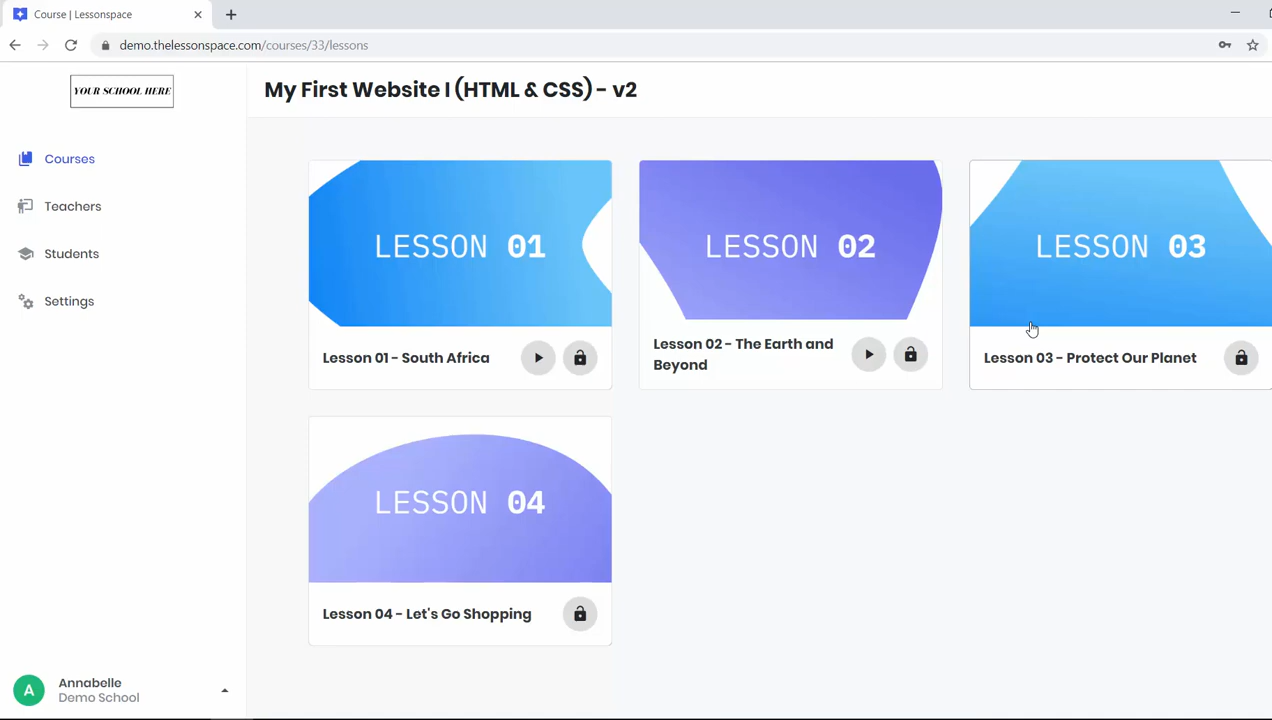 Course | Lessonspace
demo.thelessonspace.com/courses/33/lessons
YOUR SCHOOL HERE
My First Website I (HTML & CSS) - v2
Courses
Teachers
Students
Settings
LESSON 01
Lesson 01 - South Africa
LESSON 02
Lesson 02 - The Earth and
Beyond
LESSON 03
Lesson 03 - Protect Our Planet
LESSON 04
Lesson 04 - Let's Go Shopping
A
Annabelle
Demo School